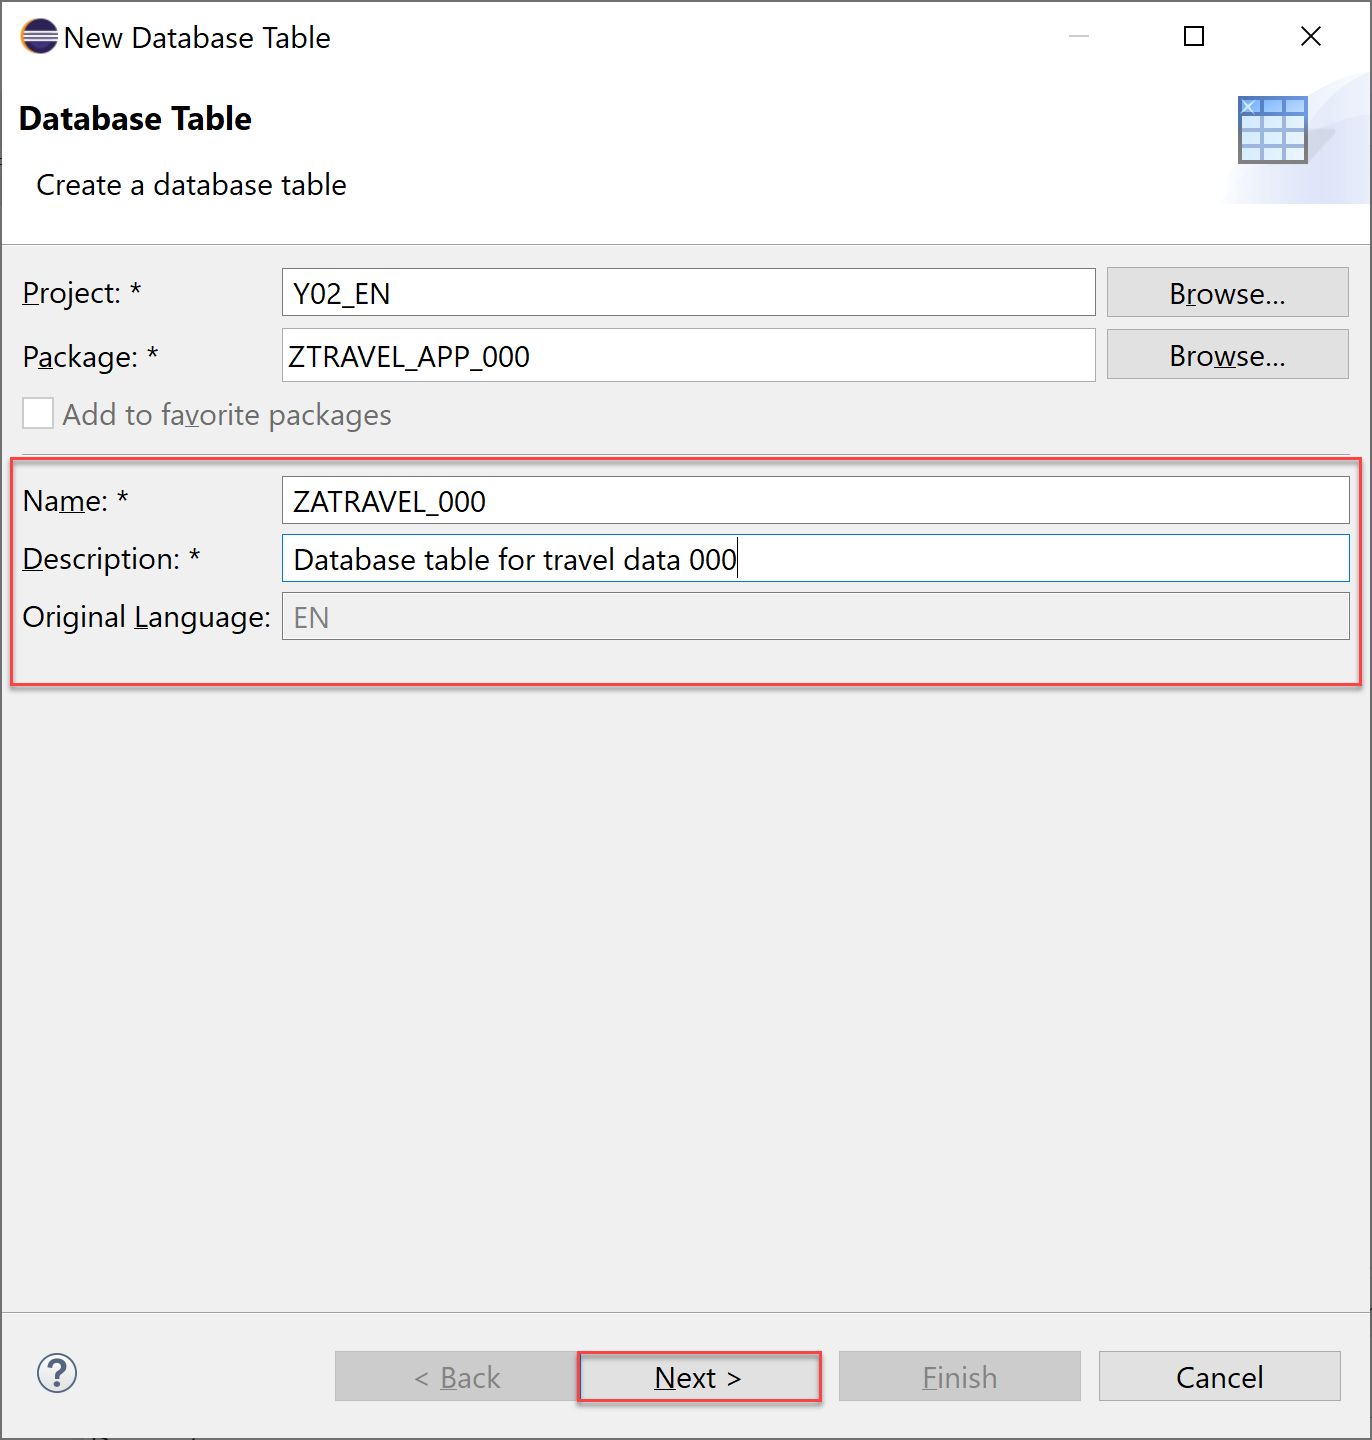 New Database Table
Database Table
Create a database table
Project: * Y02_EN Browse...
Package: * ZTRAVEL_APP_000 Browse...
Add to favorite packages
Name: * ZATRAVEL_000
Description: * Database table for travel data 000
Original Language: EN
? < Back Next > Finish Cancel